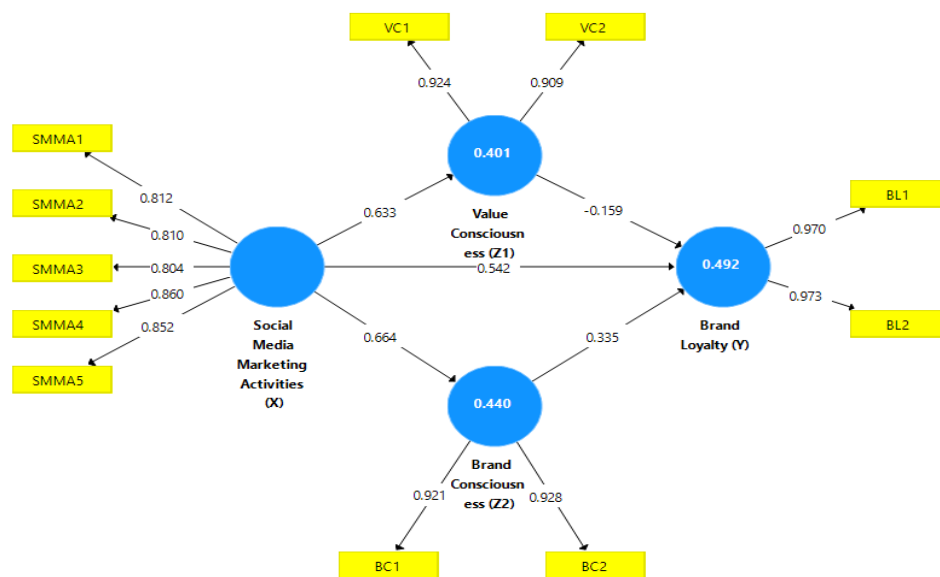 VC1
VC2
0.924
0.909
SMMA1
0.401
0.812
SMMA2
BL1
0.810
0.633
Value
Consciousn
ess (Z1)
-0.159
0.970
SMMA3
0.804
0.542
0.492
0.860
0.973
SMMA4
0.852
Social
Media
Marketing
Activities
(X)
0.664
0.335
Brand
Loyalty (Y)
BL2
SMMA5
0.440
Brand
Consciousn
ess (Z2)
0.921
0.928
BC1
BC2